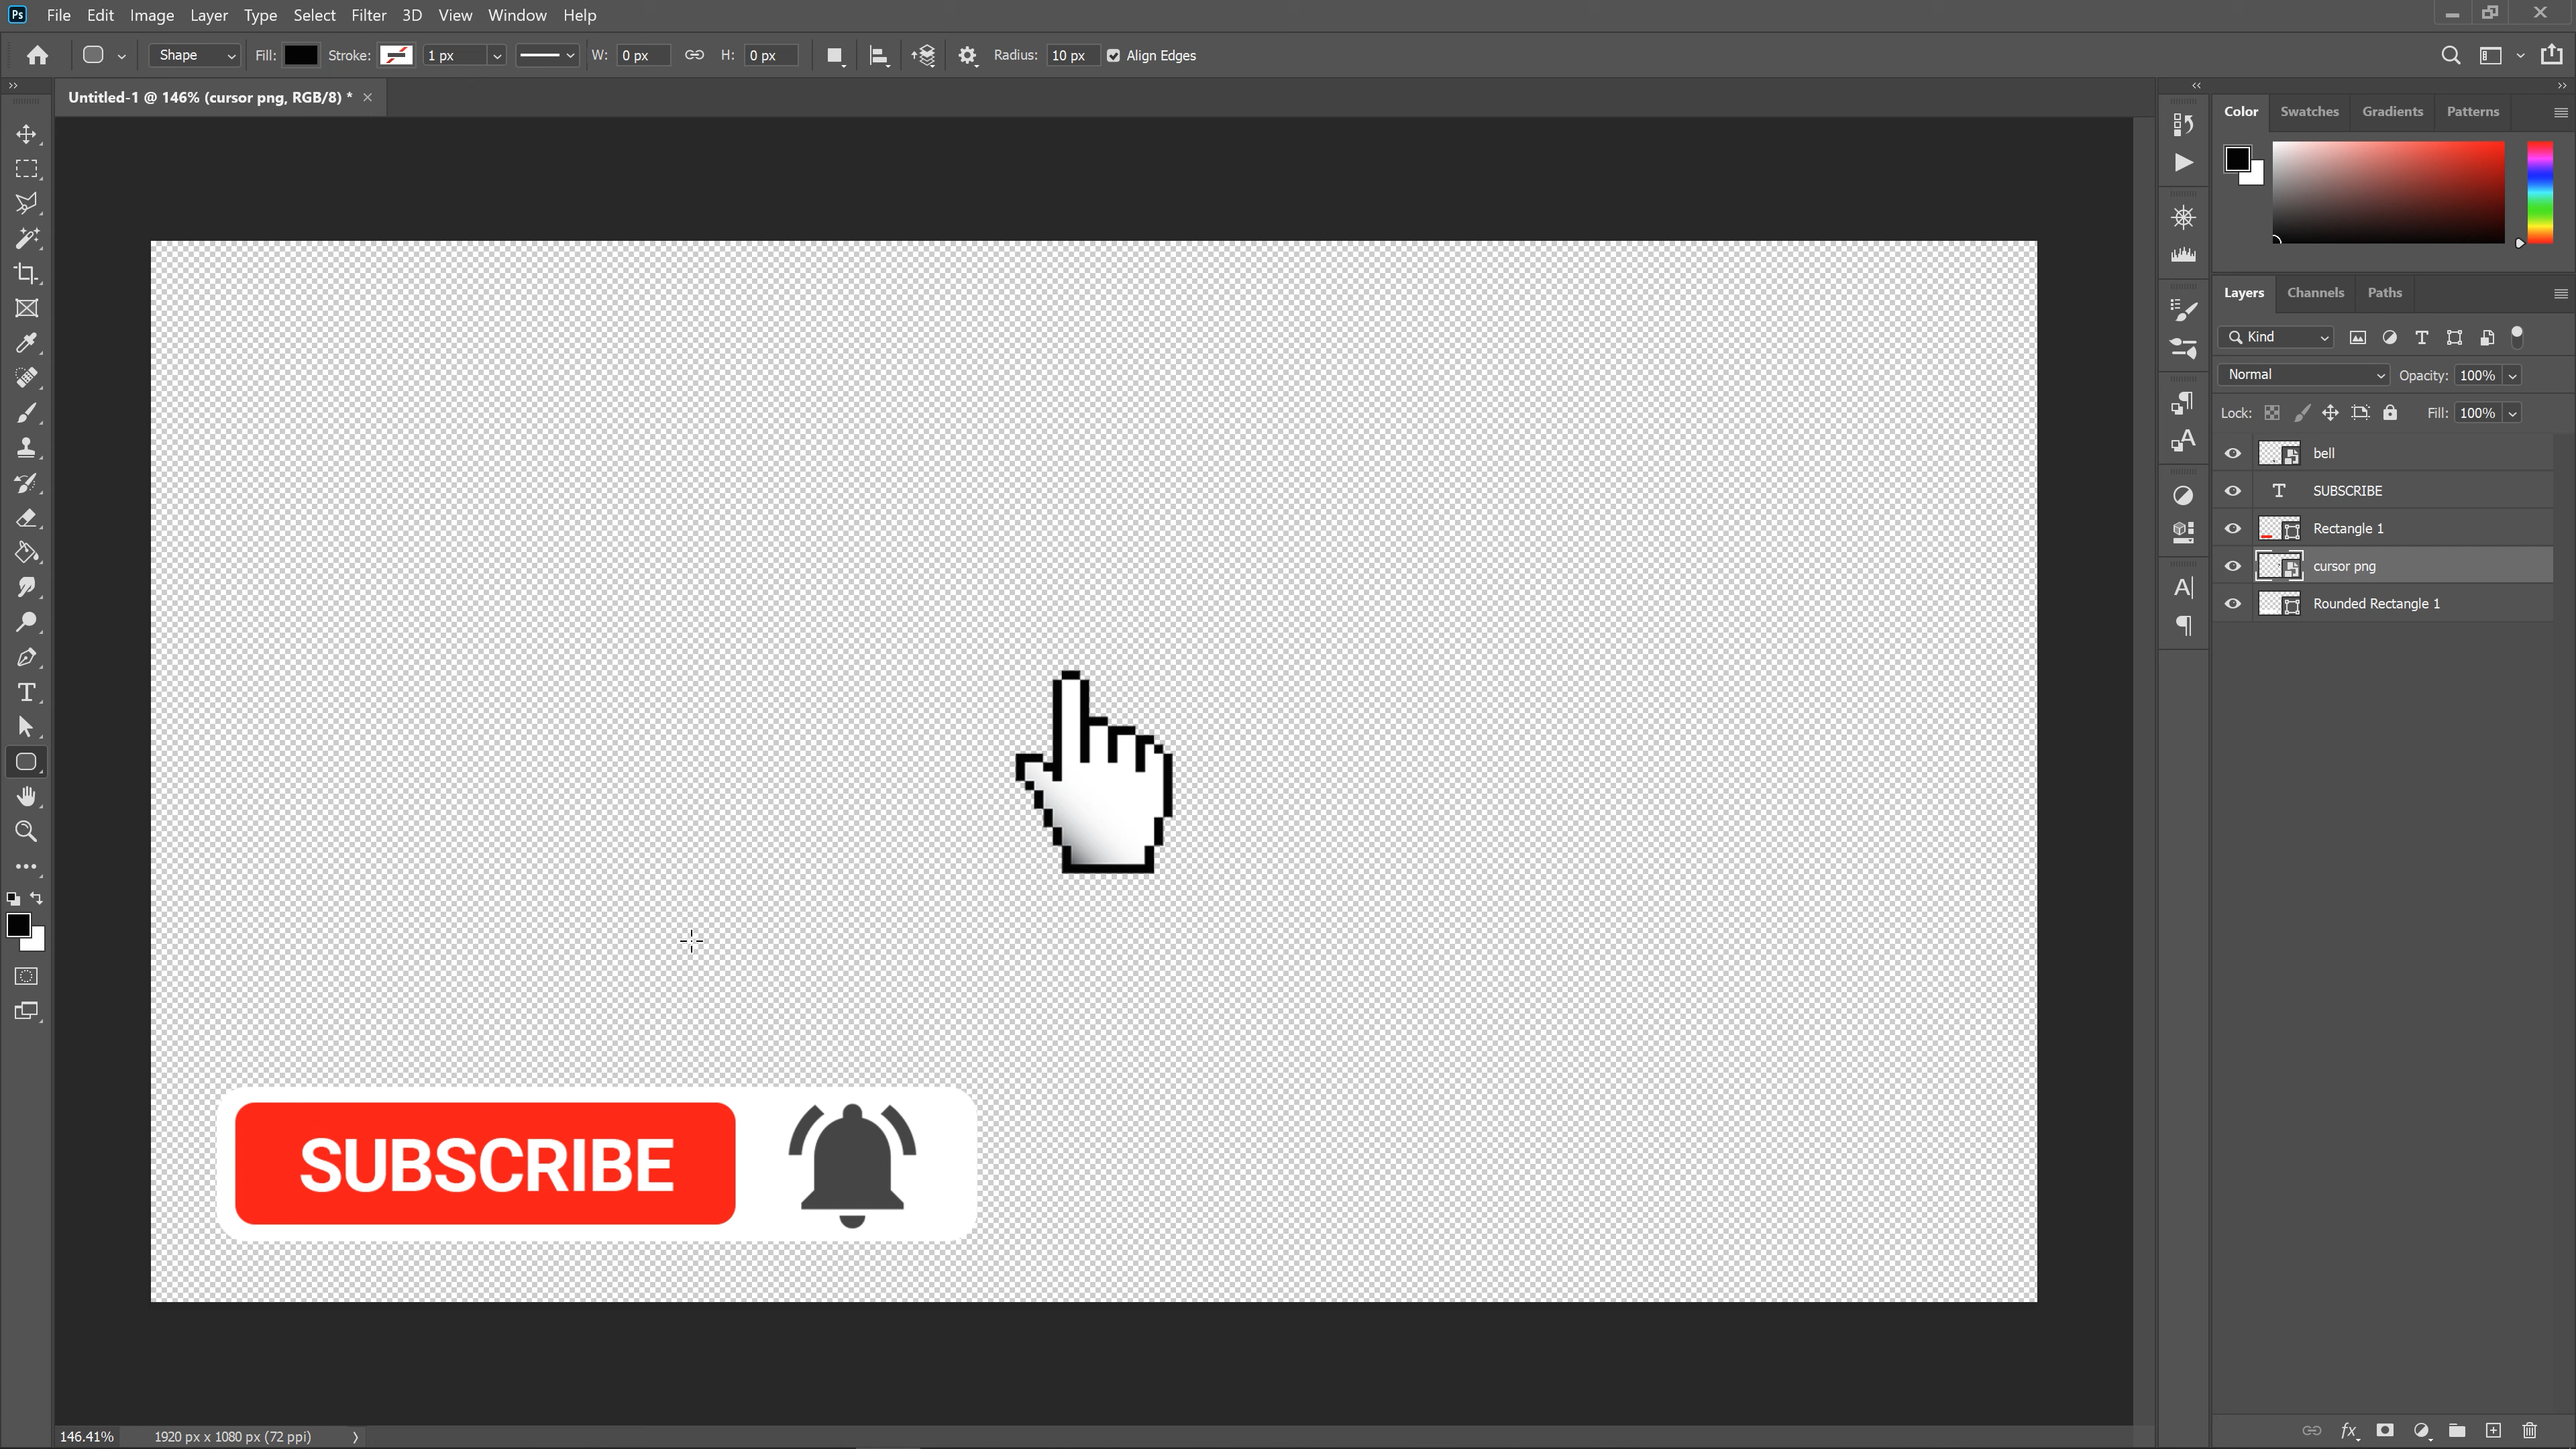 Ps File Edit Image Layer Type Select Filter 3D View Window Help
Shape Fill: Stroke: 1 px W: 0 px H: 0 px Radius: 10 px Align Edges
Untitled-1 @ 146% (cursor png, RGB/8) *
Color Swatches Gradients Patterns
Layers Channels Paths
Kind
Normal Opacity: 100%
Lock: Fill: 100%
bell
SUBSCRIBE
Rectangle 1
cursor png
Rounded Rectangle 1
SUBSCRIBE
146.41% 1920 px x 1080 px (72 ppi)